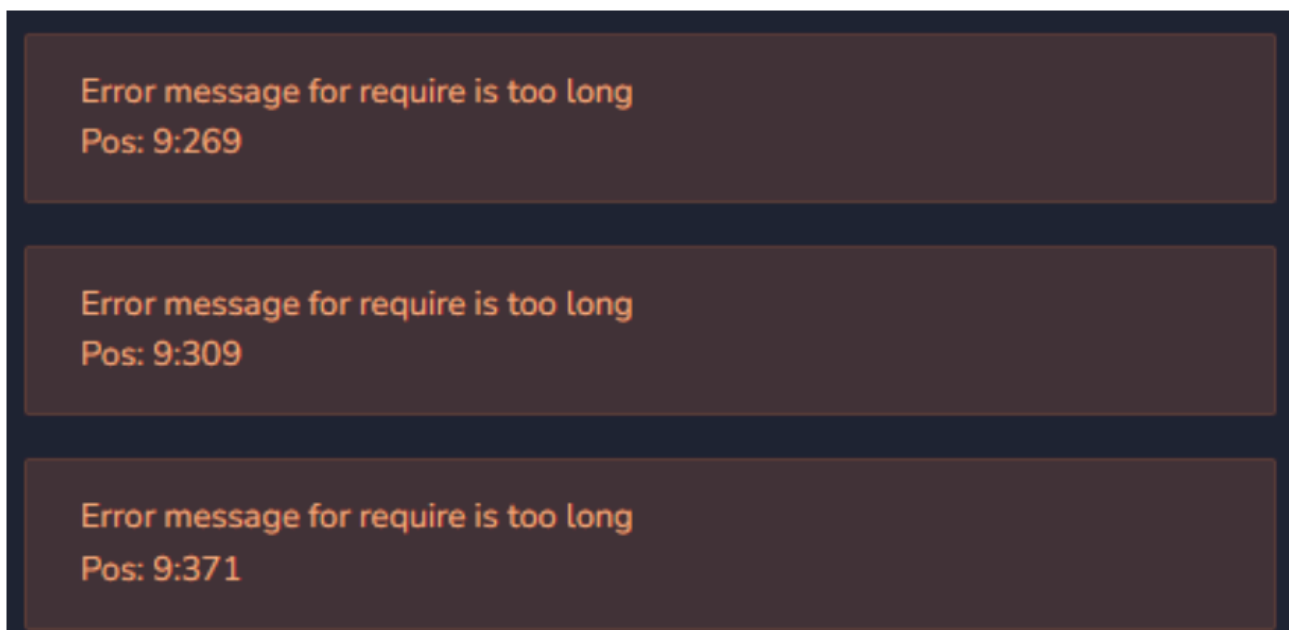 Error message for require is too long
Pos: 9:269
Error message for require is too long
Pos: 9:309
Error message for require is too long
Pos: 9:371